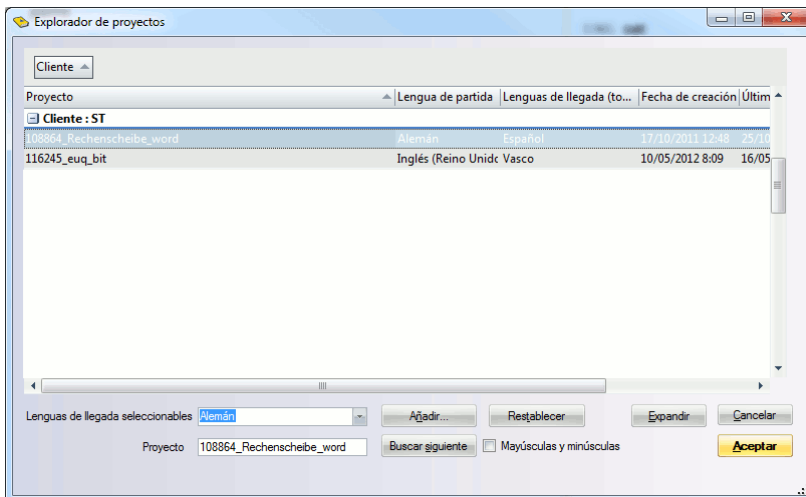 Explorador de proyectos
Cliente
Proyecto Lengua de partida Lenguas de llegada (to... Fecha de creación Últim
Cliente : ST
108864_Rechenscheibe_word Alemán Español 17/10/2011 12:48 25/10
116245_euq_bit Inglés (Reino Unidc Vasco 10/05/2012 8:09 16/05
Lenguas de llegada seleccionables Alemán Añadir... Restablecer Expandir Cancelar
Proyecto 108864_Rechenscheibe_word Buscar siguiente Mayúsculas y minúsculas Aceptar